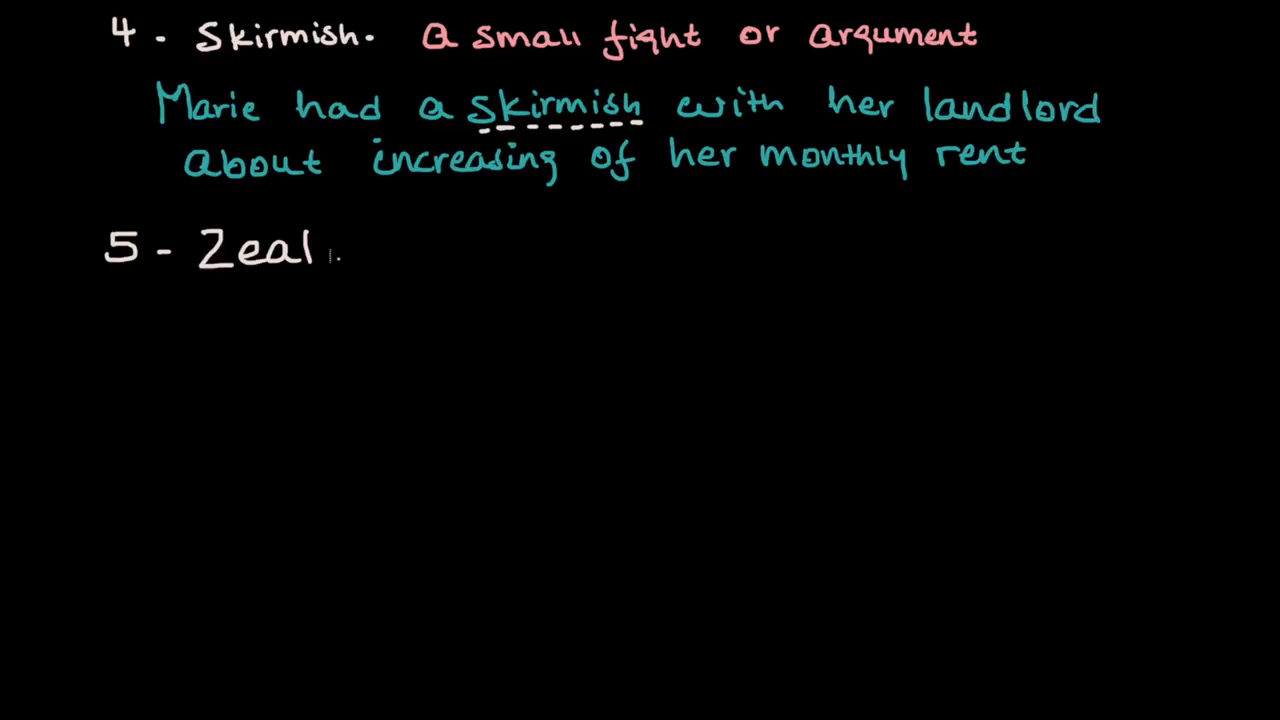 4 - Skirmish. a small fight or argument
Marie had a skirmish with her landlord
about increasing of her monthly rent
5 - Zeal